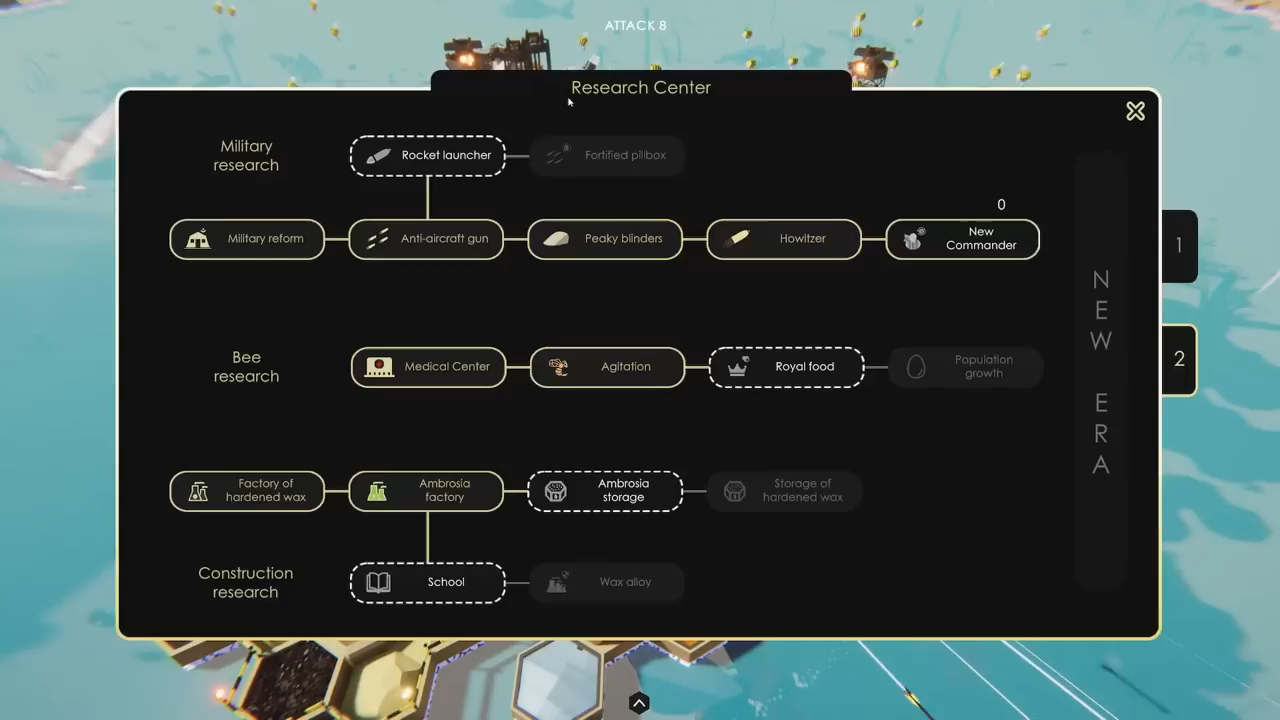 ATTACK 8
Research Center
Military
research
Rocket launcher
Fortified pillbox
0
Military reform
Anti-aircraft gun
Peaky blinders
Howitzer
New
Commander
1
2
NEW ERA
Bee
research
Medical Center
Agitation
Royal food
Population
growth
Factory of
hardened wax
Ambrosia
factory
Ambrosia
storage
Storage of
hardened wax
Construction
research
School
Wax alloy